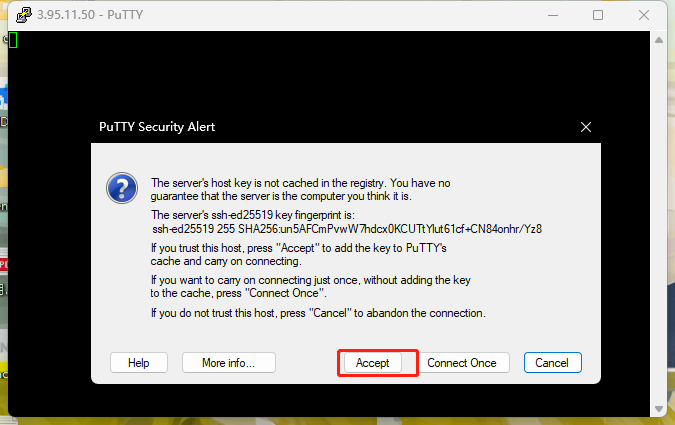 3.95.11.50 - PuTTY
PuTTY Security Alert
The server's host key is not cached in the registry. You have no
guarantee that the server is the computer you think it is.
The server's ssh-ed25519 key fingerprint is:
ssh-ed25519 255 SHA256:un5AFCmPvwW7hdcx0KCUTtYlut61cf+CN84onhr/Yz8
If you trust this host, press "Accept" to add the key to PuTTY's
cache and carry on connecting.
If you want to carry on connecting just once, without adding the key
to the cache, press "Connect Once".
If you do not trust this host, press "Cancel" to abandon the connection.
Help
More info...
Accept
Connect Once
Cancel